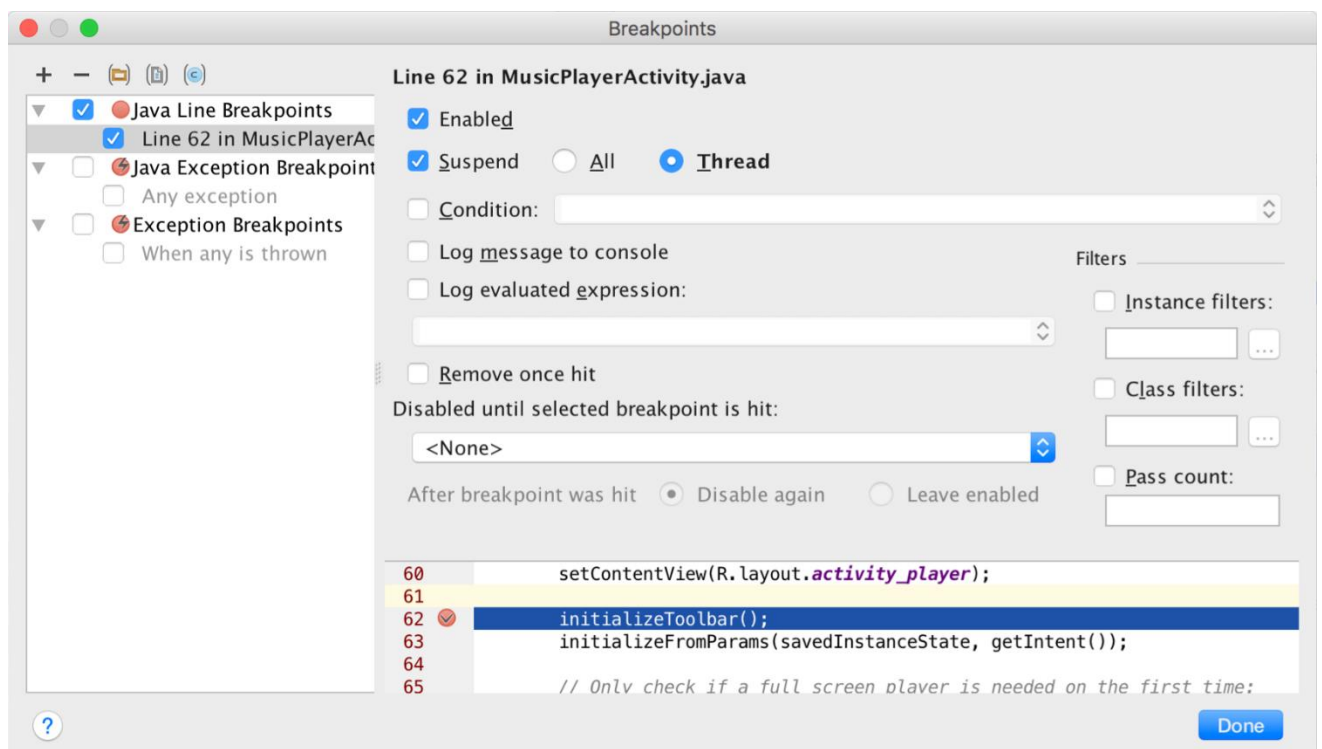 Breakpoints
Java Line Breakpoints
Line 62 in MusicPlayerAc
Java Exception Breakpoint
Any exception
Exception Breakpoints
When any is thrown
Line 62 in MusicPlayerActivity.java
Enabled
Suspend All Thread
Condition:
Log message to console
Log evaluated expression:
Remove once hit
Disabled until selected breakpoint is hit:
<None>
After breakpoint was hit Disable again Leave enabled
Filters
Instance filters:
...
Class filters:
...
Pass count:
60 setContentView(R.layout.activity_player);
61
62 initializeToolbar();
63 initializeFromParams(savedInstanceState, getIntent());
64
65 // Only check if a full screen player is needed on the first time:
? Done